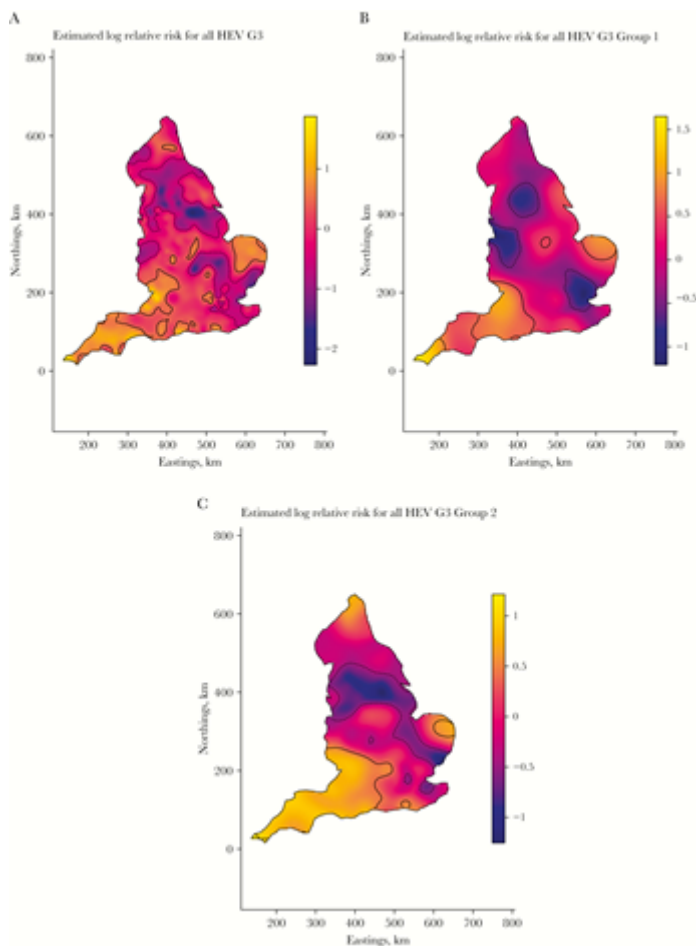 A
Estimated log relative risk for all HEV G3
800
600
400
200
0
Northings, km
200 300 400 500 600 700 800
Eastings, km
1
0
−1
−2
B
Estimated log relative risk for all HEV G3 Group 1
800
600
400
200
0
Northings, km
200 300 400 500 600 700 800
Eastings, km
1.5
1
0.5
0
−0.5
−1
C
Estimated log relative risk for all HEV G3 Group 2
800
600
400
200
0
Northings, km
200 300 400 500 600 700 800
Eastings, km
1
0.5
0
−0.5
−1